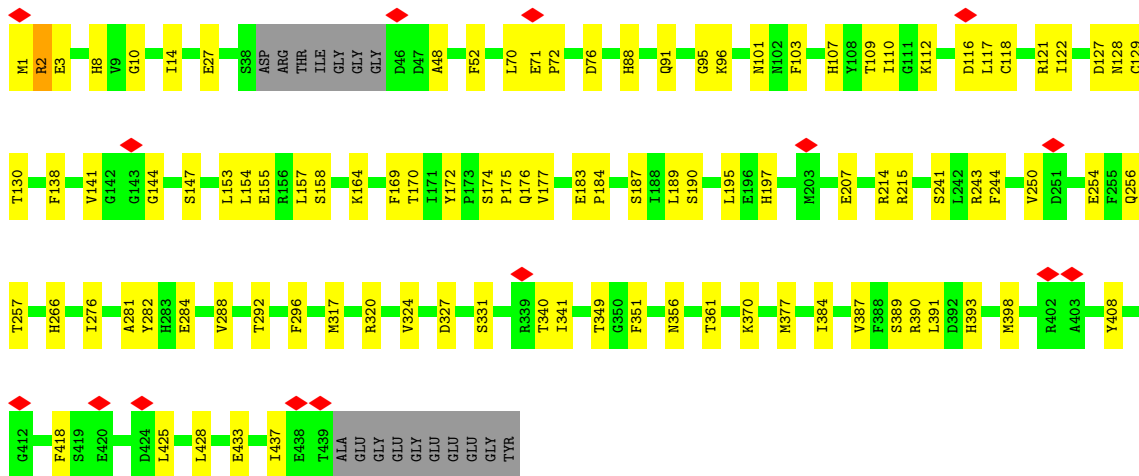 M1 R2 E3 H8 V9 G10 I14 E27 S38 ASP ARG THR ILE GLY GLY GLY D46 D47 A48 F52 L70 E71 P72 D76 H88 Q91 G95 K96 N101 N102 F103 H107 Y108 T109 I110 G111 K112 D116 L117 C118 R121 I122 D127 N128 C129
T130 F138 V141 G142 G143 G144 S147 L153 L154 E155 R156 L157 S158 K164 F169 T170 I171 Y172 P173 S174 P175 Q176 V177 E183 P184 S187 I188 L189 S190 L195 E196 H197 M203 E207 R214 R215 S241 L242 R243 F244 V250 D251 E254 F255 Q256
T257 H266 I276 A281 Y282 H283 E284 V288 T292 F296 M317 R320 V324 D327 S331 R339 T340 I341 T349 G350 F351 N356 T361 K370 M377 I384 V387 F388 S389 R390 L391 D392 H393 M398 R402 A403 Y408
G412 F418 S419 E420 D424 L425 L428 E433 I437 E438 T439 ALA GLU GLY GLU GLY GLU GLU GLU GLY TYR